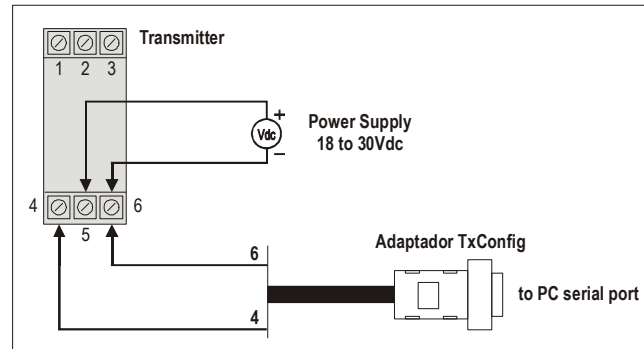 Transmitter
1 2 3
+
Vdc
–
Power Supply
18 to 30Vdc
4
6
5
Adaptador TxConfig
6
to PC serial port
4